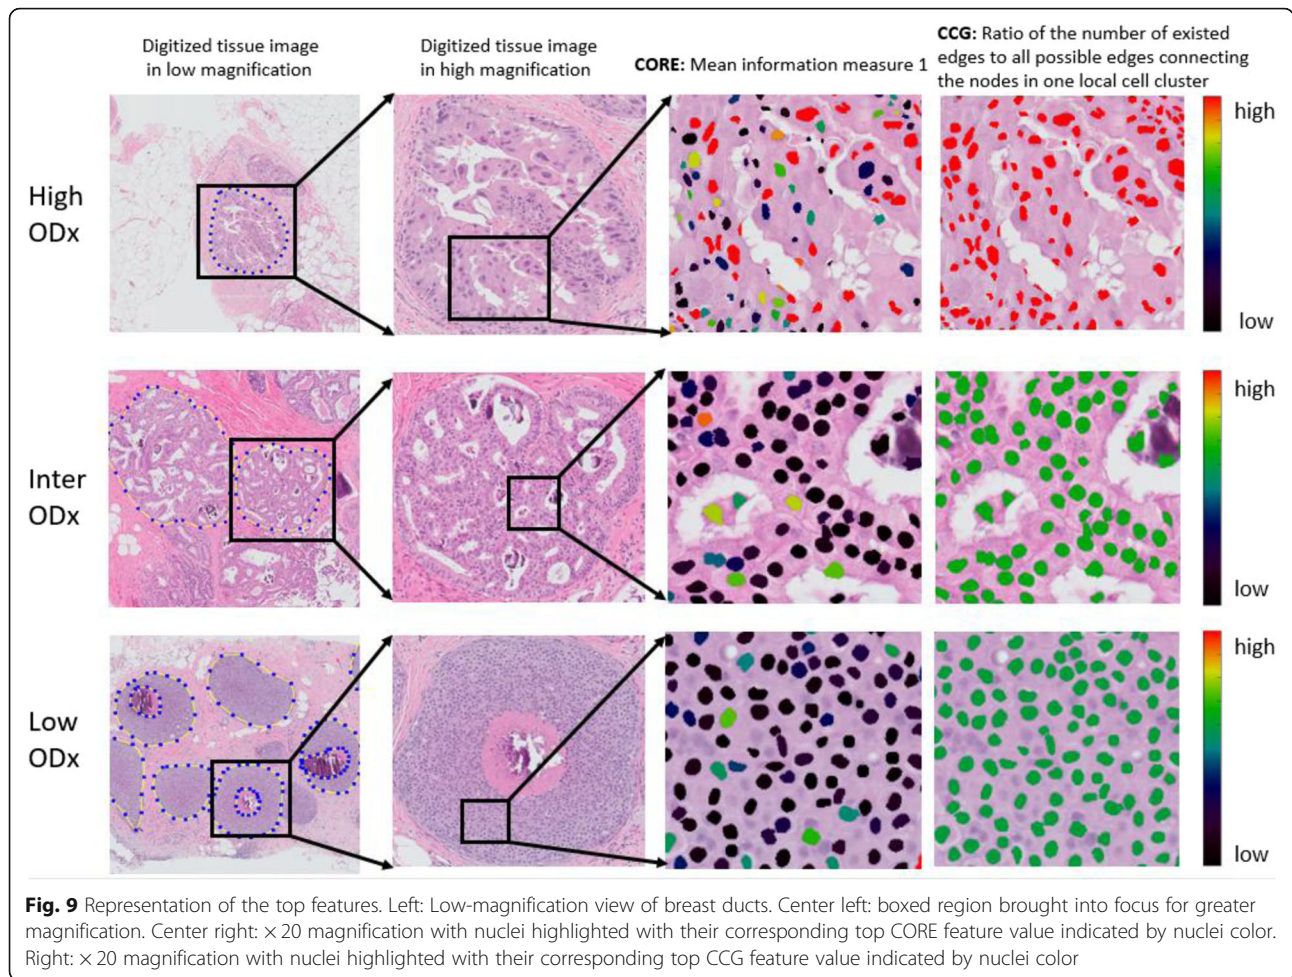 Digitized tissue image
in low magnification
Digitized tissue image
in high magnification
CORE: Mean information measure 1
CCG: Ratio of the number of existed
edges to all possible edges connecting
the nodes in one local cell cluster
High
ODx
high
low
Inter
ODx
high
low
Low
ODx
high
low
Fig. 9 Representation of the top features. Left: Low-magnification view of breast ducts. Center left: boxed region brought into focus for greater
magnification. Center right: × 20 magnification with nuclei highlighted with their corresponding top CORE feature value indicated by nuclei color.
Right: × 20 magnification with nuclei highlighted with their corresponding top CCG feature value indicated by nuclei color